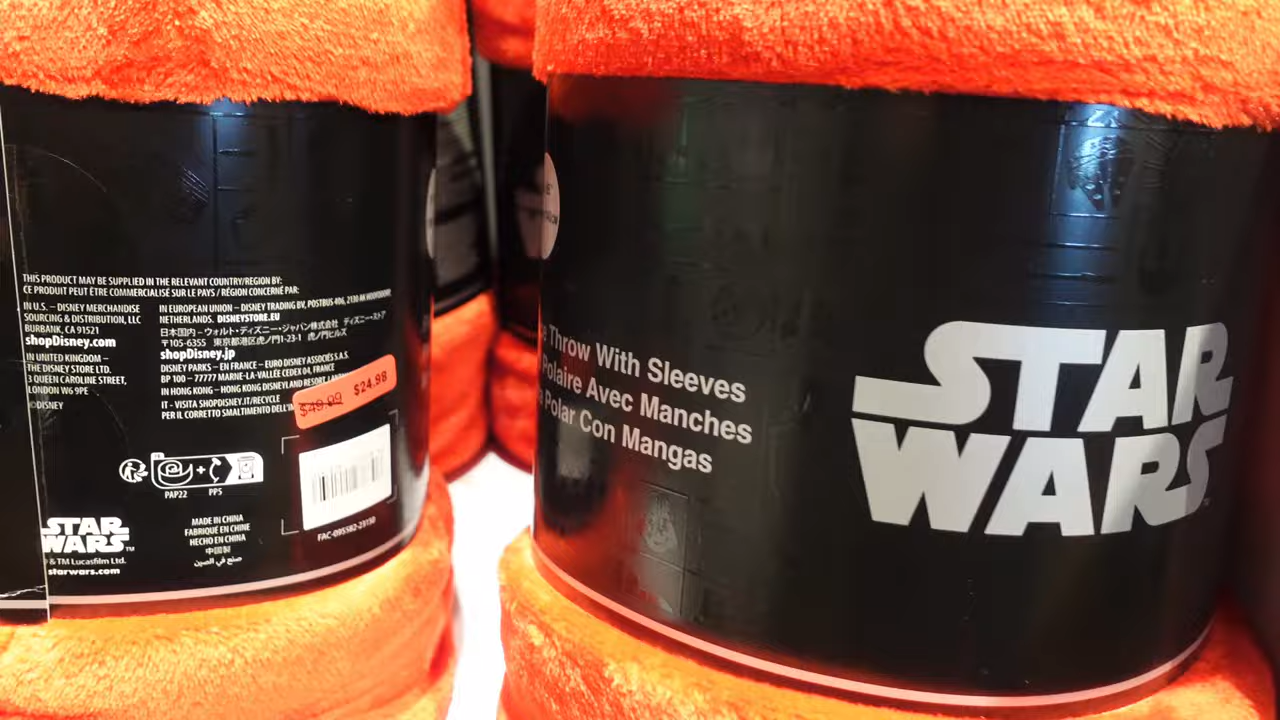 THIS PRODUCT MAY BE SUPPLIED IN THE RELEVANT COUNTRY/REGION BY:
CE PRODUIT PEUT ÊTRE COMMERCIALISÉ SUR LE PAYS / RÉGION CONCERNÉ PAR:
IN U.S. – DISNEY MERCHANDISE
SOURCING & DISTRIBUTION, LLC
BURBANK, CA 91521
shopDisney.com
IN UNITED KINGDOM –
THE DISNEY STORE LTD.
3 QUEEN CAROLINE STREET,
LONDON W6 9PE
©DISNEY
IN EUROPEAN UNION – DISNEY TRADING BV, POSTBUS 406, 2130 AK HOOFDDORP,
NETHERLANDS. DISNEYSTORE.EU
日本国内 – ウォルト・ディズニー・ジャパン株式会社 ディズニーストア
〒105-6355 東京都港区虎ノ門1-23-1 虎ノ門ヒルズ
shopDisney.jp
DISNEY PARKS – EN FRANCE – EURO DISNEY ASSOCIÉS S.A.S.
BP 100 – 77777 MARNE-LA-VALLÉE CEDEX 04, FRANCE
IN HONG KONG – HONG KONG DISNEYLAND RESORT
IT - VISITA SHOPDISNEY.IT/RECYCLE
PER IL CORRETTO SMALTIMENTO
$49.99 $24.98
PAP22 PP5
FAC-095582-23130
STAR
WARS™
& TM Lucasfilm Ltd.
starwars.com
MADE IN CHINA
FABRIQUÉ EN CHINE
HECHO EN CHINA
中国製
صنع في الصين
Throw With Sleeves
Polaire Avec Manches
Polar Con Mangas
STAR
WARS